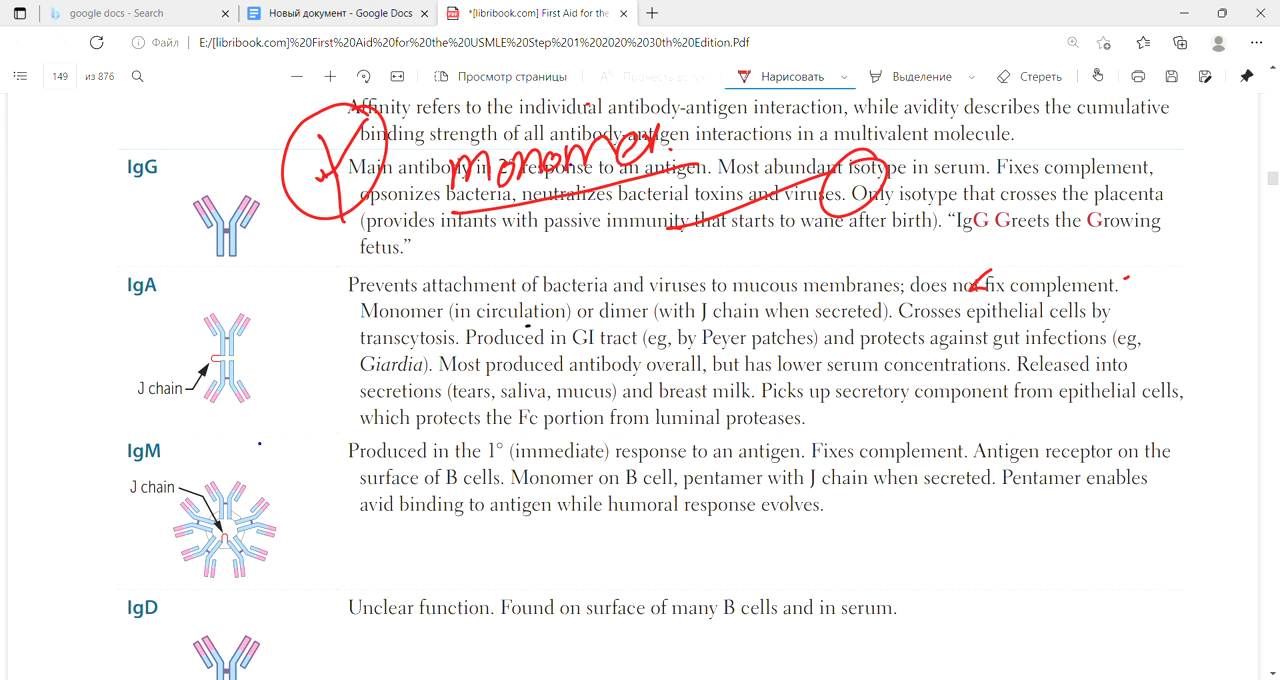 google docs - Search
Новый документ - Google Docs
*[libribook.com] First Aid for the
Файл
E:/[libribook.com]%20First%20Aid%20for%20the%20USMLE%20Step%201%202020%2030th%20Edition.Pdf
149 из 876
Просмотр страницы
Прочесть вслух
Нарисовать
Выделение
Стереть
Affinity refers to the individual antibody-antigen interaction, while avidity describes the cumulative
binding strength of all antibody-antigen interactions in a multivalent molecule.
monomer.
IgG
Main antibody in 2° response to an antigen. Most abundant isotype in serum. Fixes complement,
opsonizes bacteria, neutralizes bacterial toxins and viruses. Only isotype that crosses the placenta
(provides infants with passive immunity that starts to wane after birth). “IgG Greets the Growing
fetus.”
IgA
Prevents attachment of bacteria and viruses to mucous membranes; does not fix complement.
Monomer (in circulation) or dimer (with J chain when secreted). Crosses epithelial cells by
transcytosis. Produced in GI tract (eg, by Peyer patches) and protects against gut infections (eg,
Giardia). Most produced antibody overall, but has lower serum concentrations. Released into
secretions (tears, saliva, mucus) and breast milk. Picks up secretory component from epithelial cells,
which protects the Fc portion from luminal proteases.
J chain
IgM
Produced in the 1° (immediate) response to an antigen. Fixes complement. Antigen receptor on the
surface of B cells. Monomer on B cell, pentamer with J chain when secreted. Pentamer enables
avid binding to antigen while humoral response evolves.
J chain
IgD
Unclear function. Found on surface of many B cells and in serum.